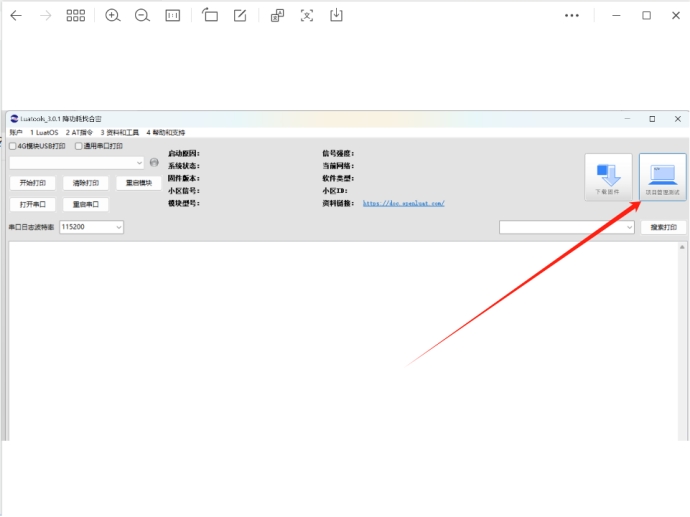 Luatools_3.0.1 降功耗找合宙
账户 1 LuatOS 2 AT指令 3 资料和工具 4 帮助和支持
4G模块USB打印 通用串口打印
启动原因： 信号强度：
系统状态： 当前网络：
固件版本： 软件类型：
小区信号： 小区ID：
模块型号： 资料链接： https://doc.openluat.com/
开始打印 清除打印 重启模块
打开串口 重启串口
下载固件 项目管理测试
串口日志波特率 115200 搜索打印